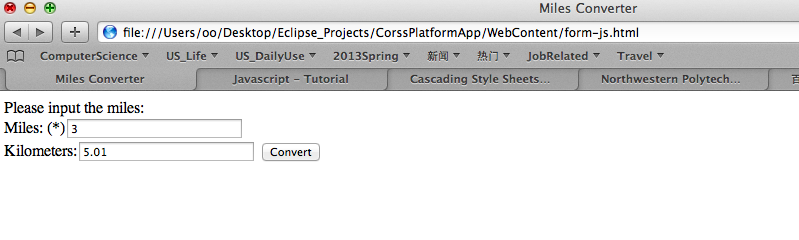 Miles Converter
file:///Users/oo/Desktop/Eclipse_Projects/CorssPlatformApp/WebContent/form-js.html
ComputerScience US_Life US_DailyUse 2013Spring 新闻 热门 JobRelated Travel
Miles Converter Javascript - Tutorial Cascading Style Sheets... Northwestern Polytech...
Please input the miles:
Miles: (*) 3
Kilometers: 5.01 Convert